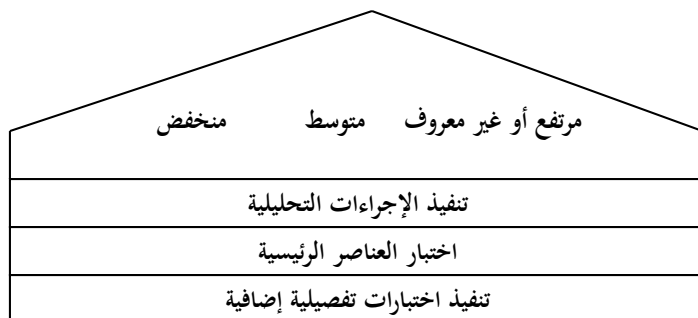 مرتفع أو غير معروف متوسط منخفض
تنفيذ الإجراءات التحليلية
اختبار العناصر الرئيسية
تنفيذ اختبارات تفصيلية إضافية